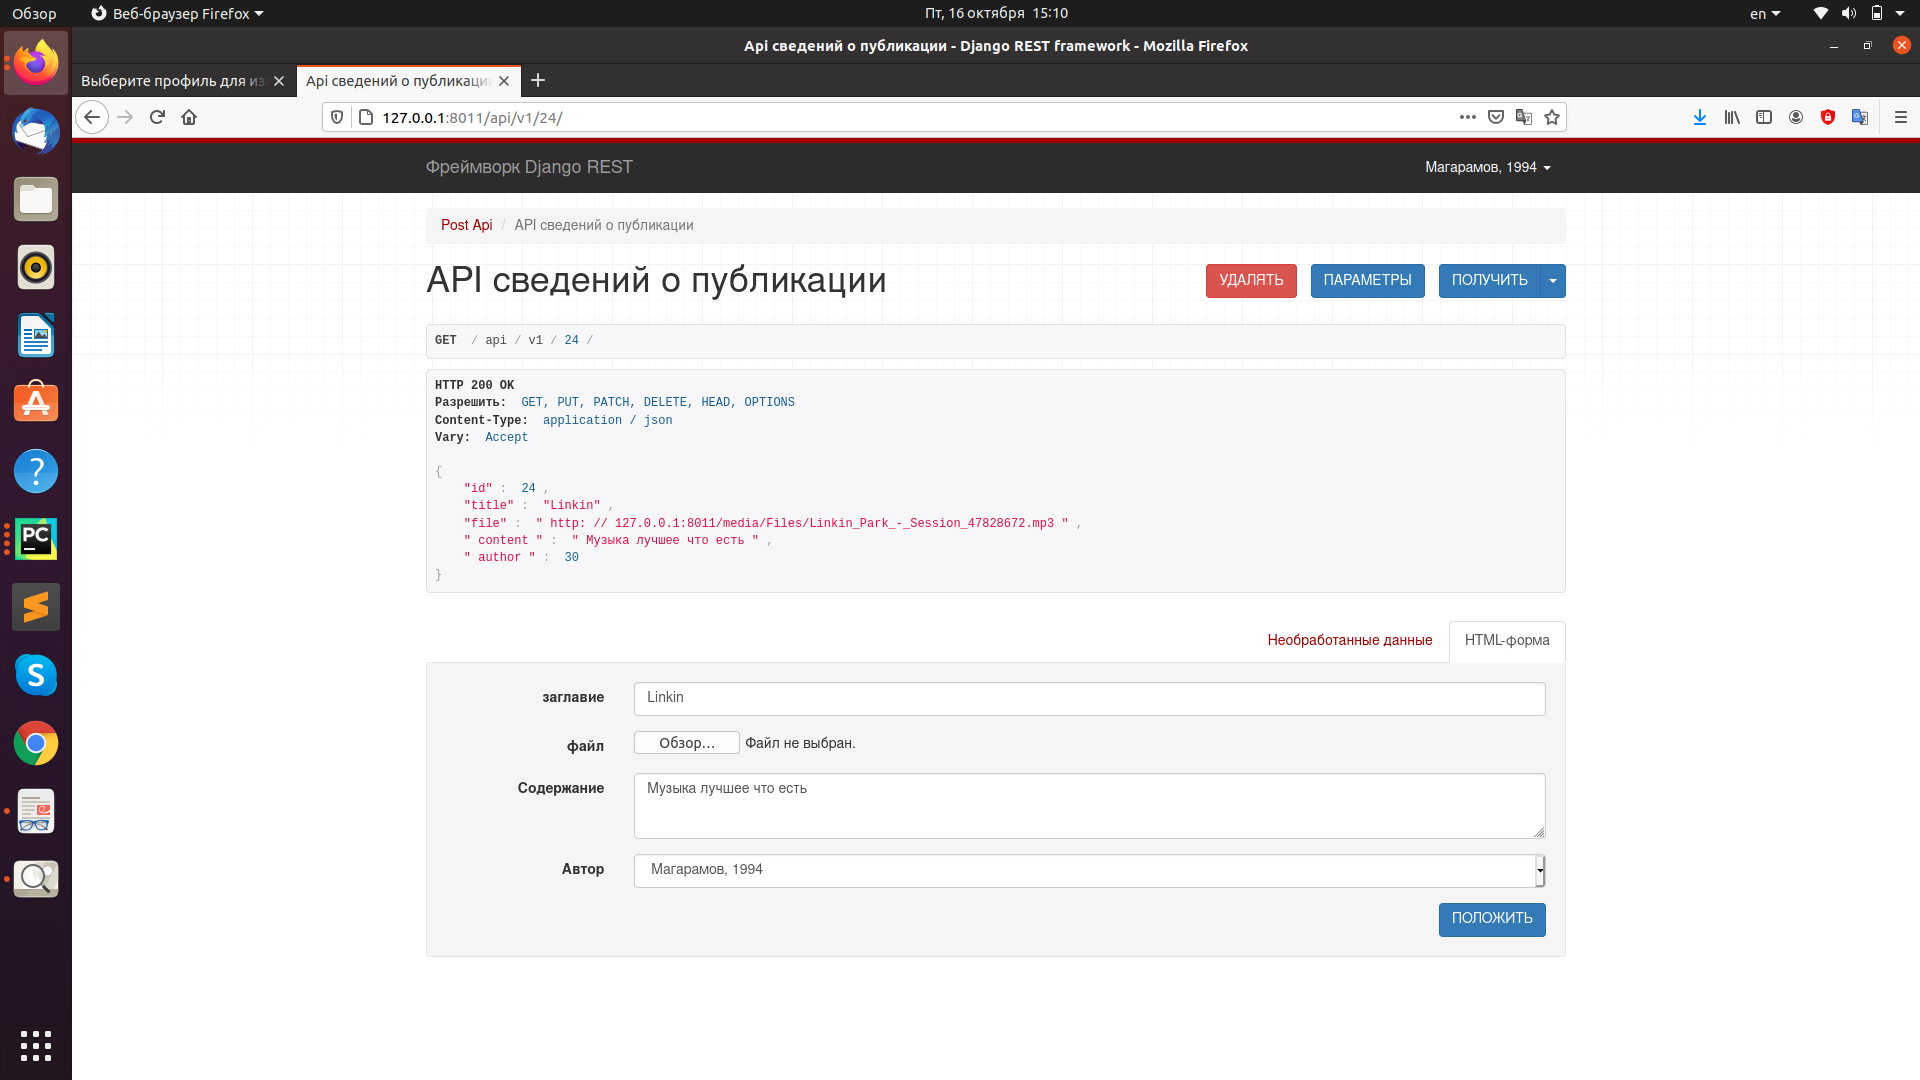 Обзор
Веб-браузер Firefox
Пт, 16 октября 15:10
en
Api сведений о публикации - Django REST framework - Mozilla Firefox
Выберите профиль для из
Api сведений о публикаци
127.0.0.1:8011/api/v1/24/
Фреймворк Django REST
Магарамов, 1994
Post Api / API сведений о публикации
API сведений о публикации
УДАЛЯТЬ
ПАРАМЕТРЫ
ПОЛУЧИТЬ
GET / api / v1 / 24 /
HTTP 200 OK
Разрешить: GET, PUT, PATCH, DELETE, HEAD, OPTIONS
Content-Type: application / json
Vary: Accept
{
"id" : 24 ,
"title" : "Linkin" ,
"file" : " http: // 127.0.0.1:8011/media/Files/Linkin_Park_-_Session_47828672.mp3 " ,
" content " : " Музыка лучшее что есть " ,
" author " : 30
}
Необработанные данные
HTML-форма
заглавие
Linkin
файл
Обзор...
Файл не выбран.
Содержание
Музыка лучшее что есть
Автор
Магарамов, 1994
ПОЛОЖИТЬ